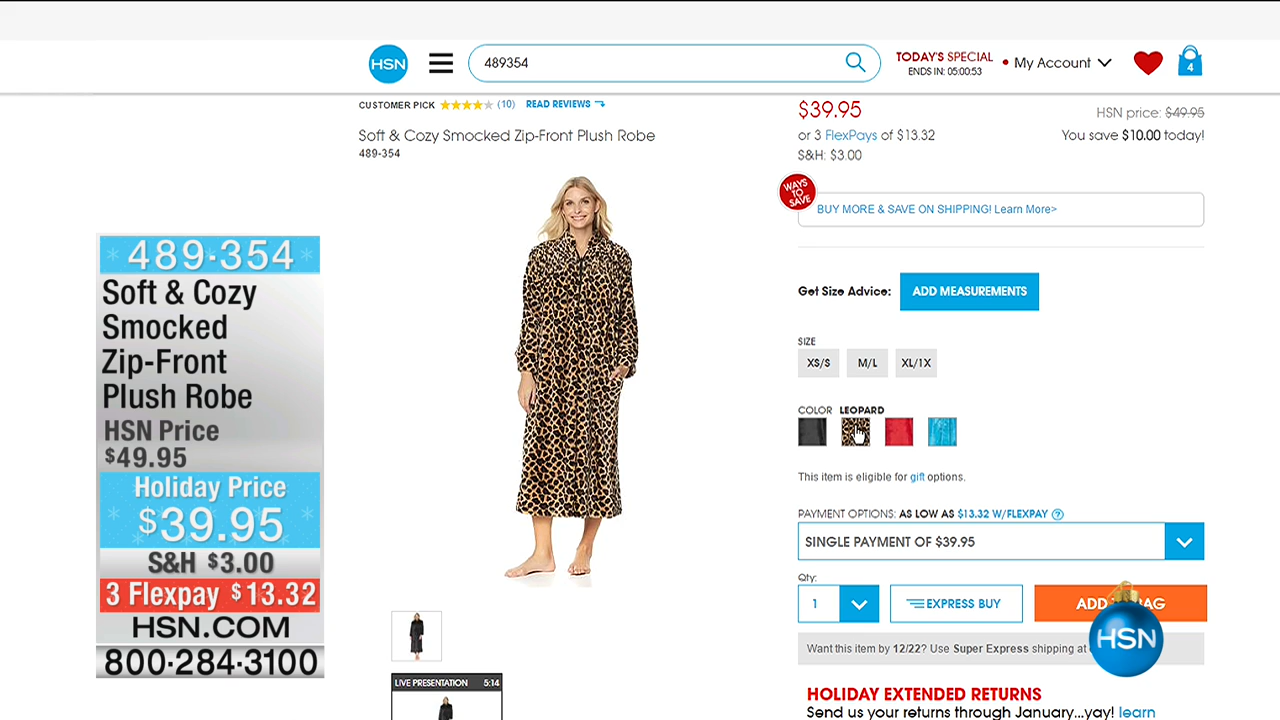 HSN
489354
TODAY'S SPECIAL
ENDS IN: 05:00:53
My Account
4
CUSTOMER PICK (10) READ REVIEWS
Soft & Cozy Smocked Zip-Front Plush Robe
489-354
$39.95
HSN price: $49.95
or 3 FlexPays of $13.32
You save $10.00 today!
S&H: $3.00
WAYS
TO
SAVE
BUY MORE & SAVE ON SHIPPING! Learn More>
Get Size Advice: ADD MEASUREMENTS
SIZE
XS/S M/L XL/1X
COLOR LEOPARD
This item is eligible for gift options.
PAYMENT OPTIONS: AS LOW AS $13.32 W/FLEXPAY ?
SINGLE PAYMENT OF $39.95
Qty:
1 EXPRESS BUY
ADD BAG
HSN
Want this item by 12/22? Use Super Express shipping at
HOLIDAY EXTENDED RETURNS
Send us your returns through January...yay! learn
LIVE PRESENTATION 5:14
489·354
Soft & Cozy
Smocked
Zip-Front
Plush Robe
HSN Price
$49.95
Holiday Price
$39.95
S&H $3.00
3 Flexpay $13.32
HSN.COM
800·284·3100